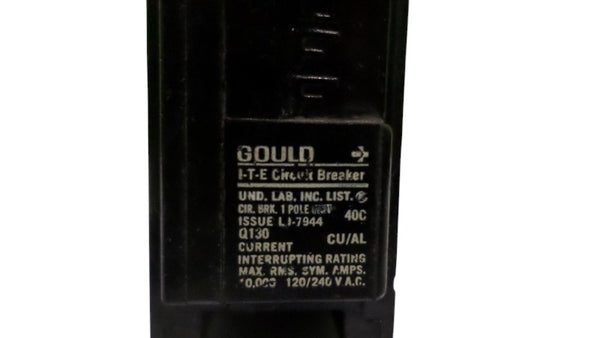 GOULD
I-T-E Circuit Breaker
UND. LAB. INC. LIST. ®
CIR. BRK. 1 POLE 40C
ISSUE LJ-7944
Q130 CU/AL
CURRENT
INTERRUPTING RATING
MAX. RMS. SYM. AMPS.
10,000 120/240 V A.C.